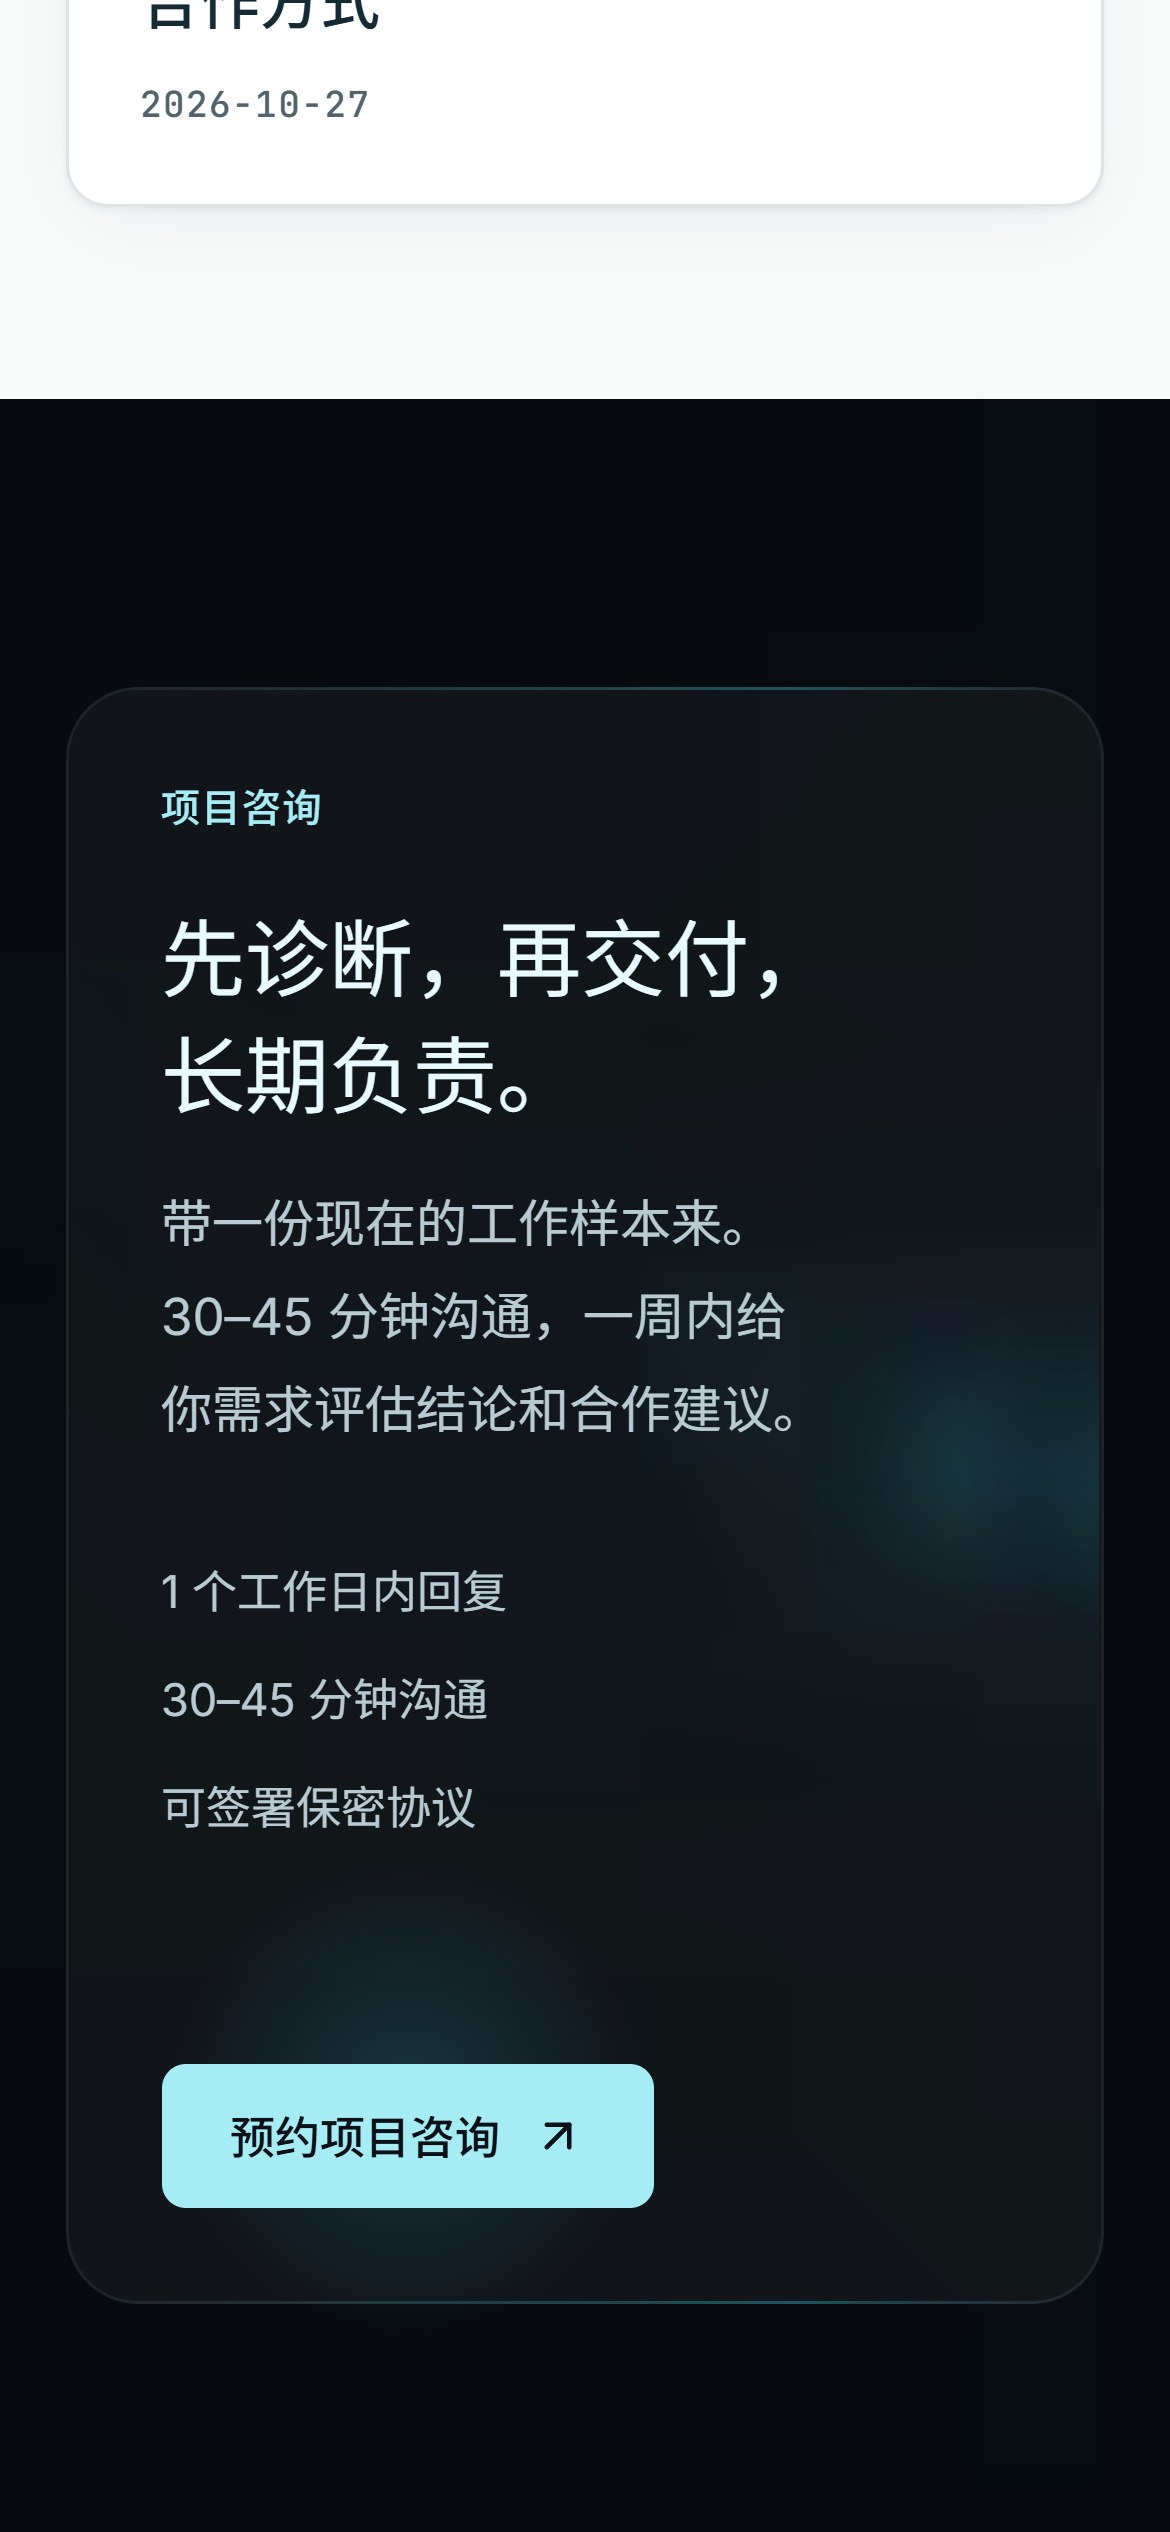 合作方式
2026-10-27
项目咨询
先诊断，再交付，
长期负责。
带一份现在的工作样本来。
30–45 分钟沟通，一周内给
你需求评估结论和合作建议。
1 个工作日内回复
30–45 分钟沟通
可签署保密协议
预约项目咨询